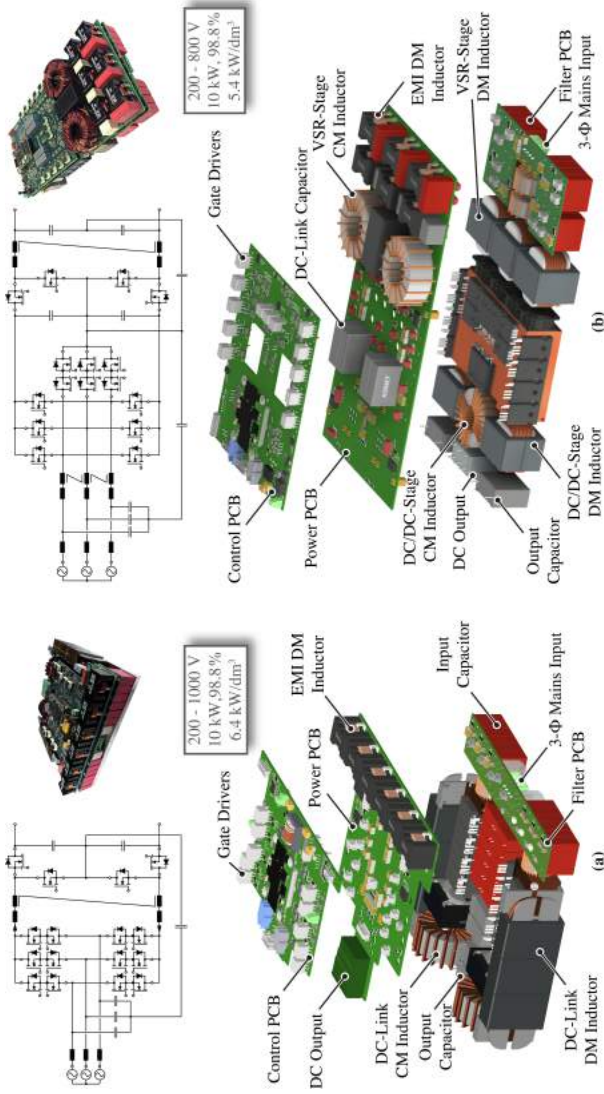 200 - 1000 V
10 kW,98.8%
6.4 kW/dm³
Gate Drivers
Control PCB
DC Output
Power PCB
EMI DM
Inductor
DC-Link
CM Inductor
Output
Capacitor
Input
Capacitor
3-Φ Mains Input
Filter PCB
DC-Link
DM Inductor
(a)
200 - 800 V
10 kW, 98.8%
5.4 kW/dm³
Gate Drivers
Control PCB
DC-Link Capacitor
VSR-Stage
CM Inductor
EMI DM
Inductor
Power PCB
DC/DC-Stage
CM Inductor
DC Output
Output
Capacitor
VSR-Stage
DM Inductor
Filter PCB
3-Φ Mains Input
DC/DC-Stage
DM Inductor
(b)